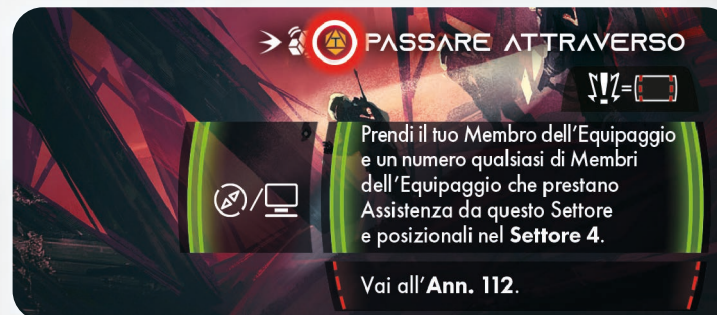 PASSARE ATTRAVERSO
Prendi il tuo Membro dell'Equipaggio
e un numero qualsiasi di Membri
dell'Equipaggio che prestano
Assistenza da questo Settore
e posizionali nel Settore 4.
Vai all'Ann. 112.